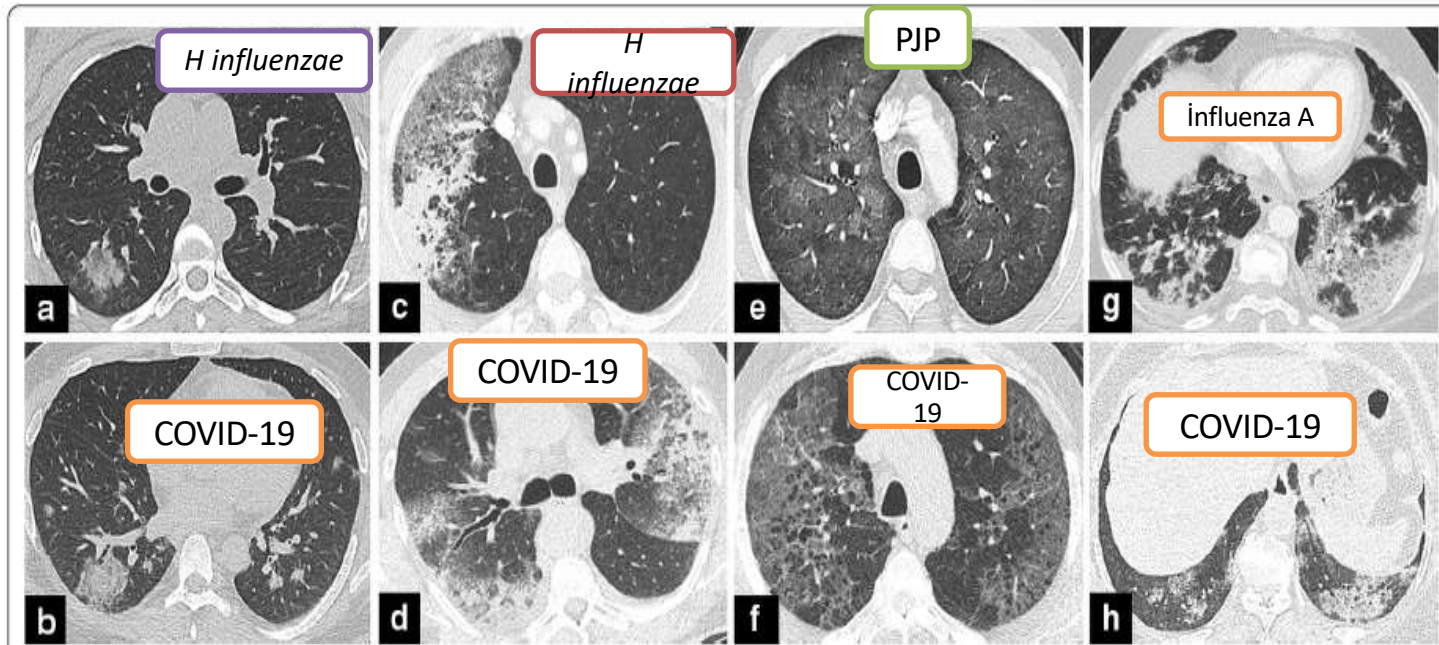 H influenzae
H
influenzae
PJP
İnfluenza A
a
c
e
g
COVID-19
COVID-19
COVID-
19
COVID-19
b
d
f
h